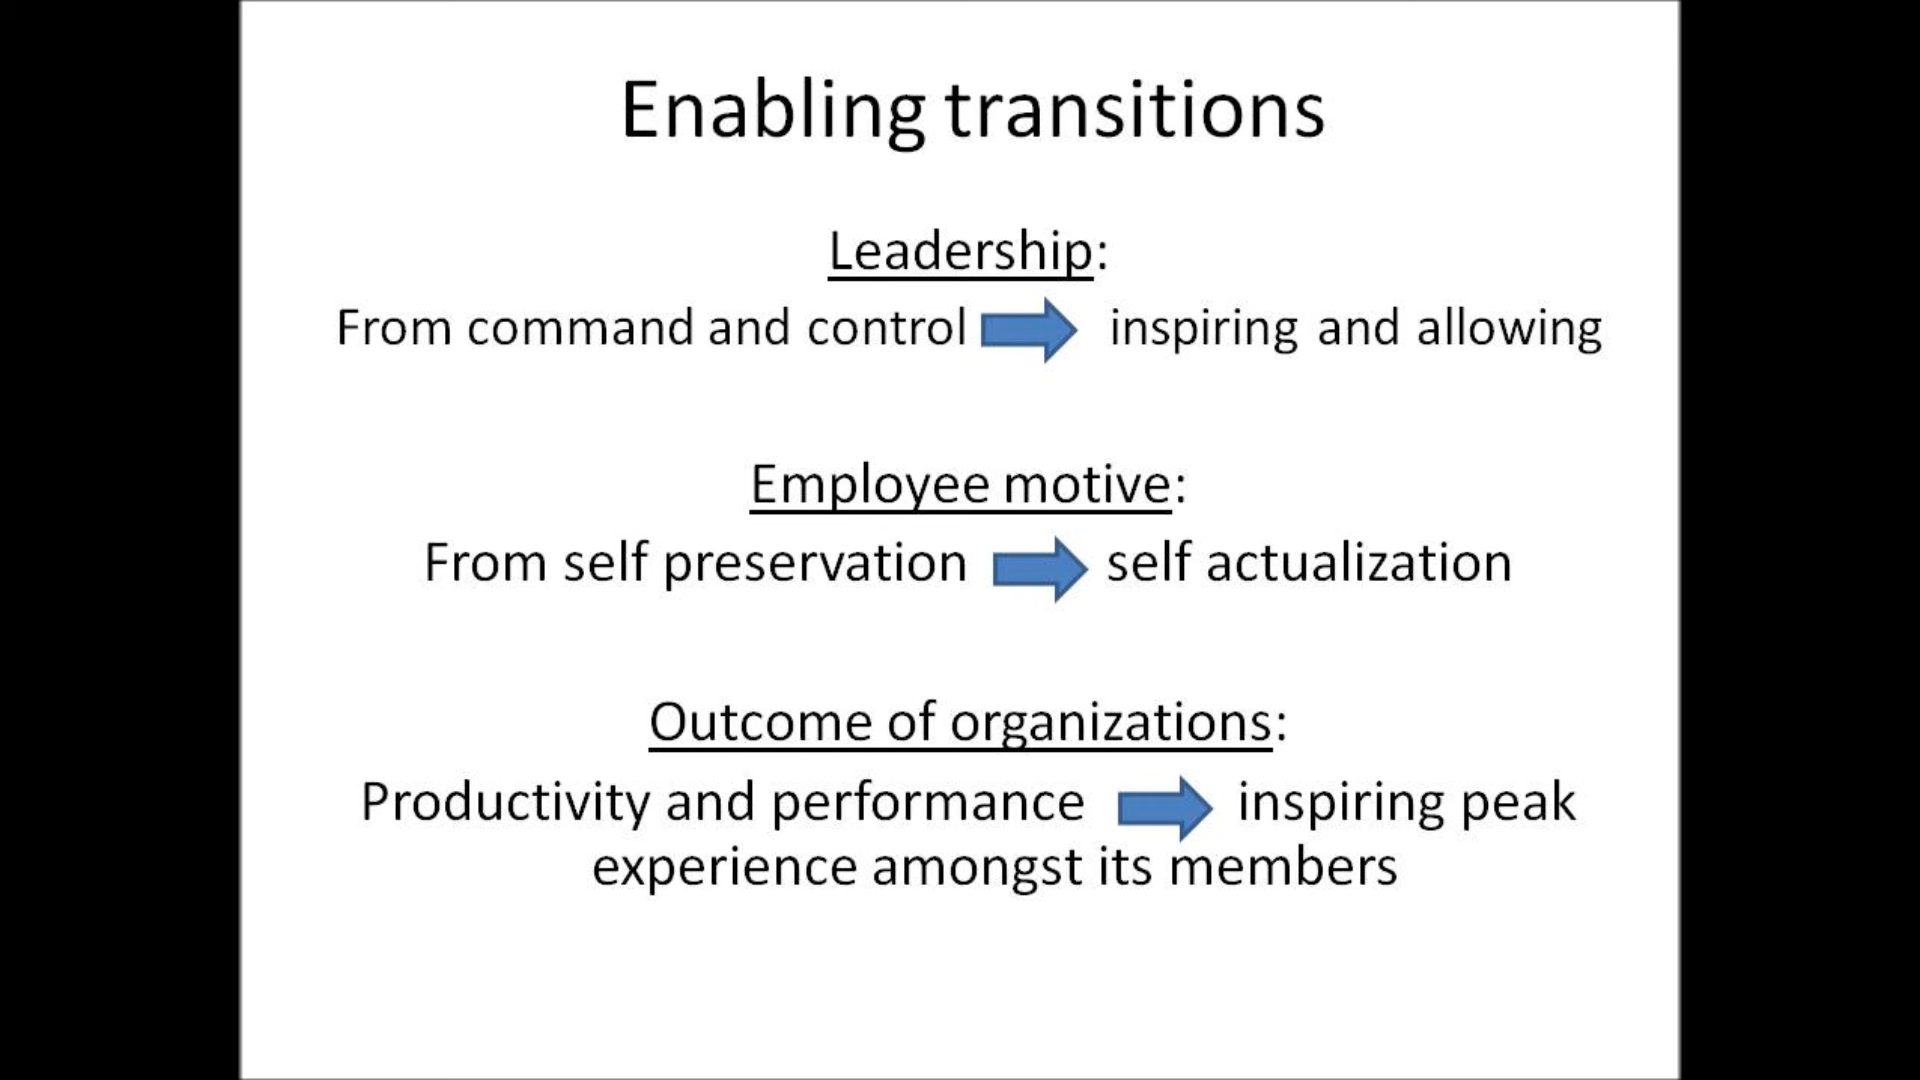 Enabling transitions
Leadership:
From command and control inspiring and allowing
Employee motive:
From self preservation self actualization
Outcome of organizations:
Productivity and performance inspiring peak
experience amongst its members